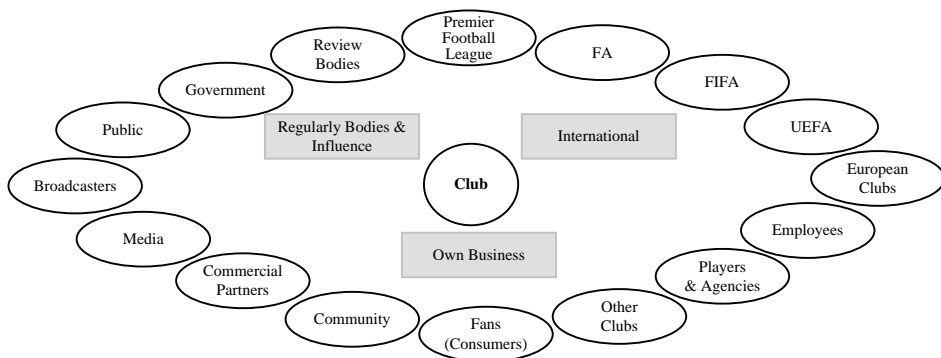 Premier
Football
League
Review
Bodies
FA
Government
FIFA
Public
Regularly Bodies &
Influence
International
UEFA
Broadcasters
Club
European
Clubs
Media
Own Business
Employees
Commercial
Partners
Players
& Agencies
Community
Fans
(Consumers)
Other
Clubs